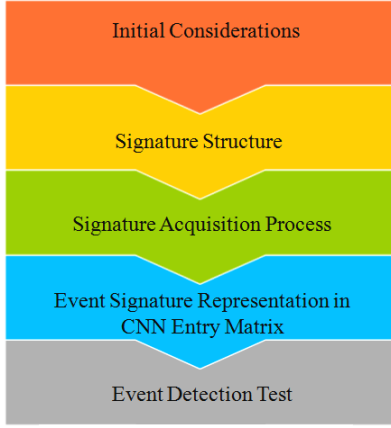 Initial Considerations
Signature Structure
Signature Acquisition Process
Event Signature Representation in
CNN Entry Matrix
Event Detection Test